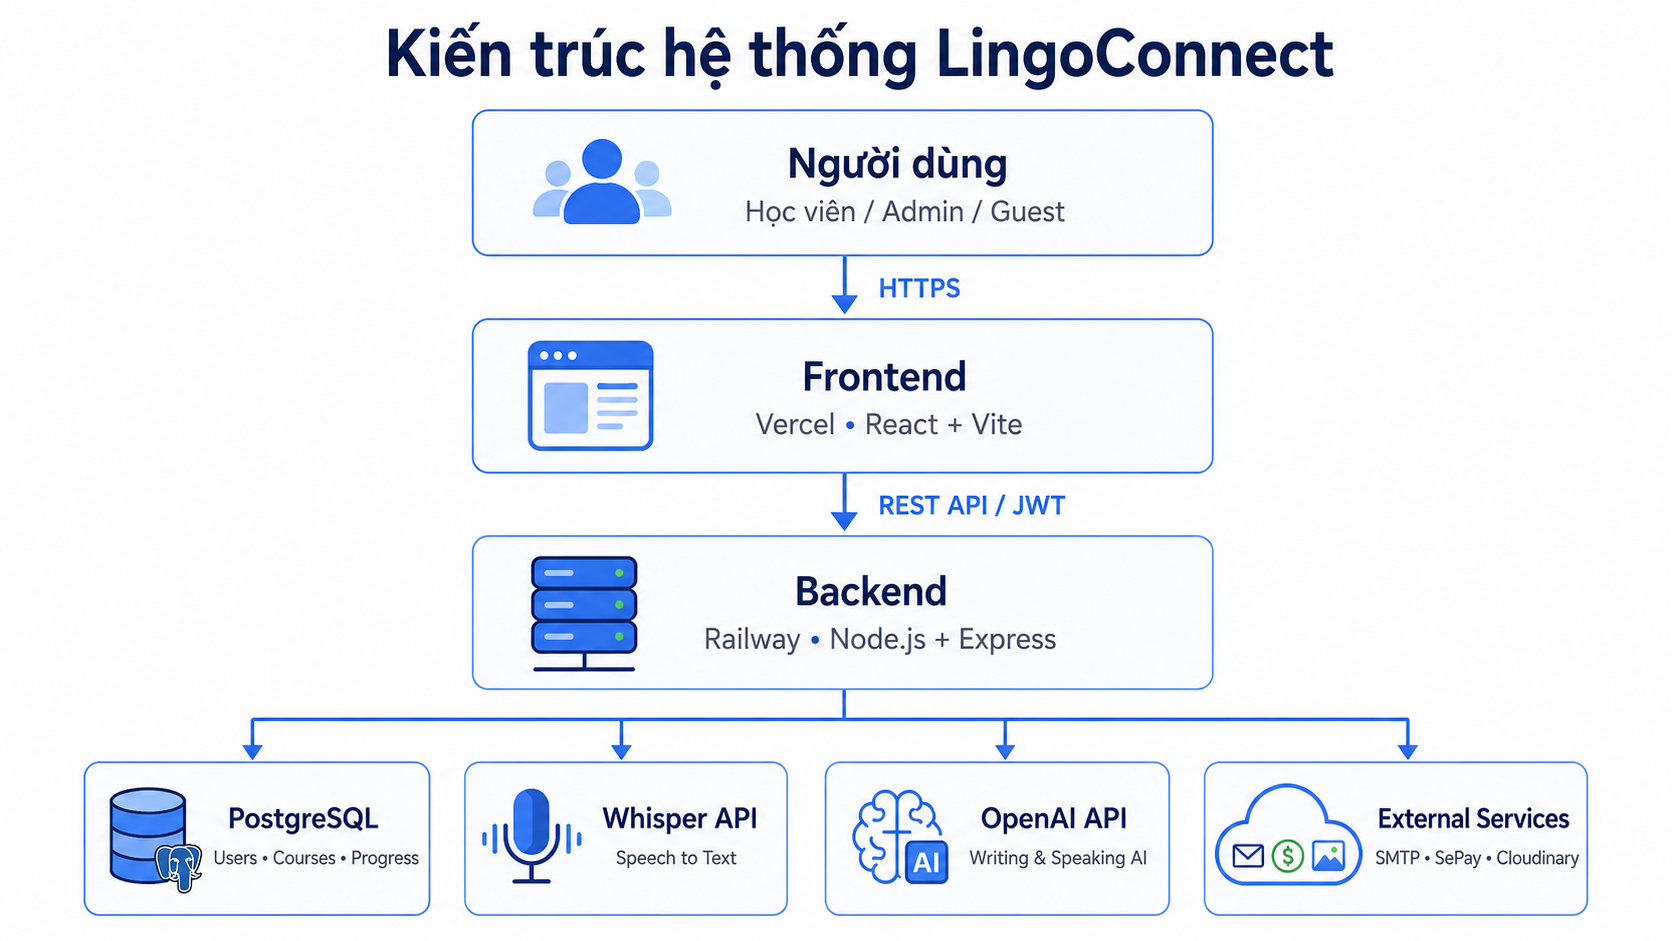 Kiến trúc hệ thống LingoConnect
Người dùng
Học viên / Admin / Guest
HTTPS
Frontend
Vercel • React + Vite
REST API / JWT
Backend
Railway • Node.js + Express
PostgreSQL
Users • Courses • Progress
Whisper API
Speech to Text
OpenAI API
Writing & Speaking AI
AI
External Services
SMTP • SePay • Cloudinary
$